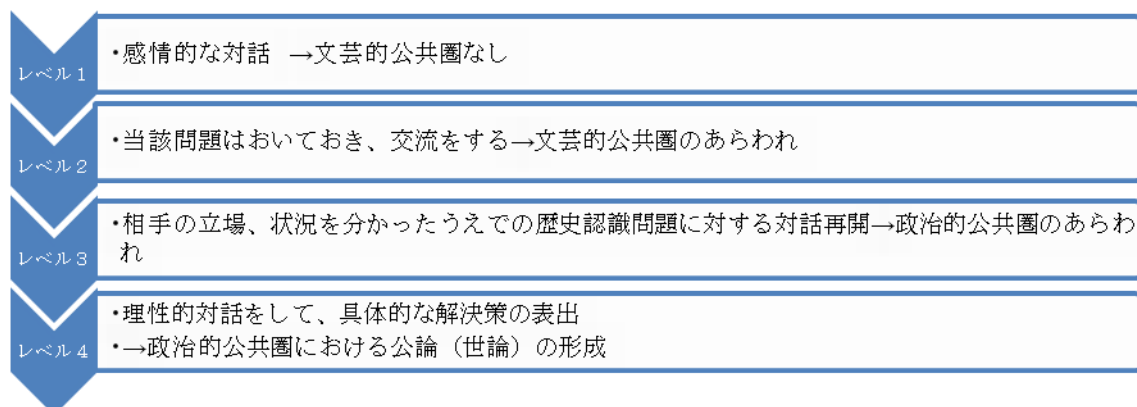 レベル1
・感情的な対話 →文芸的公共圏なし
レベル2
・当該問題はおいておき、交流をする→文芸的公共圏のあらわれ
レベル3
・相手の立場、状況を分かったうえでの歴史認識問題に対する対話再開→政治的公共圏のあらわ
れ
レベル4
・理性的対話をして、具体的な解決策の表出
・→政治的公共圏における公論（世論）の形成